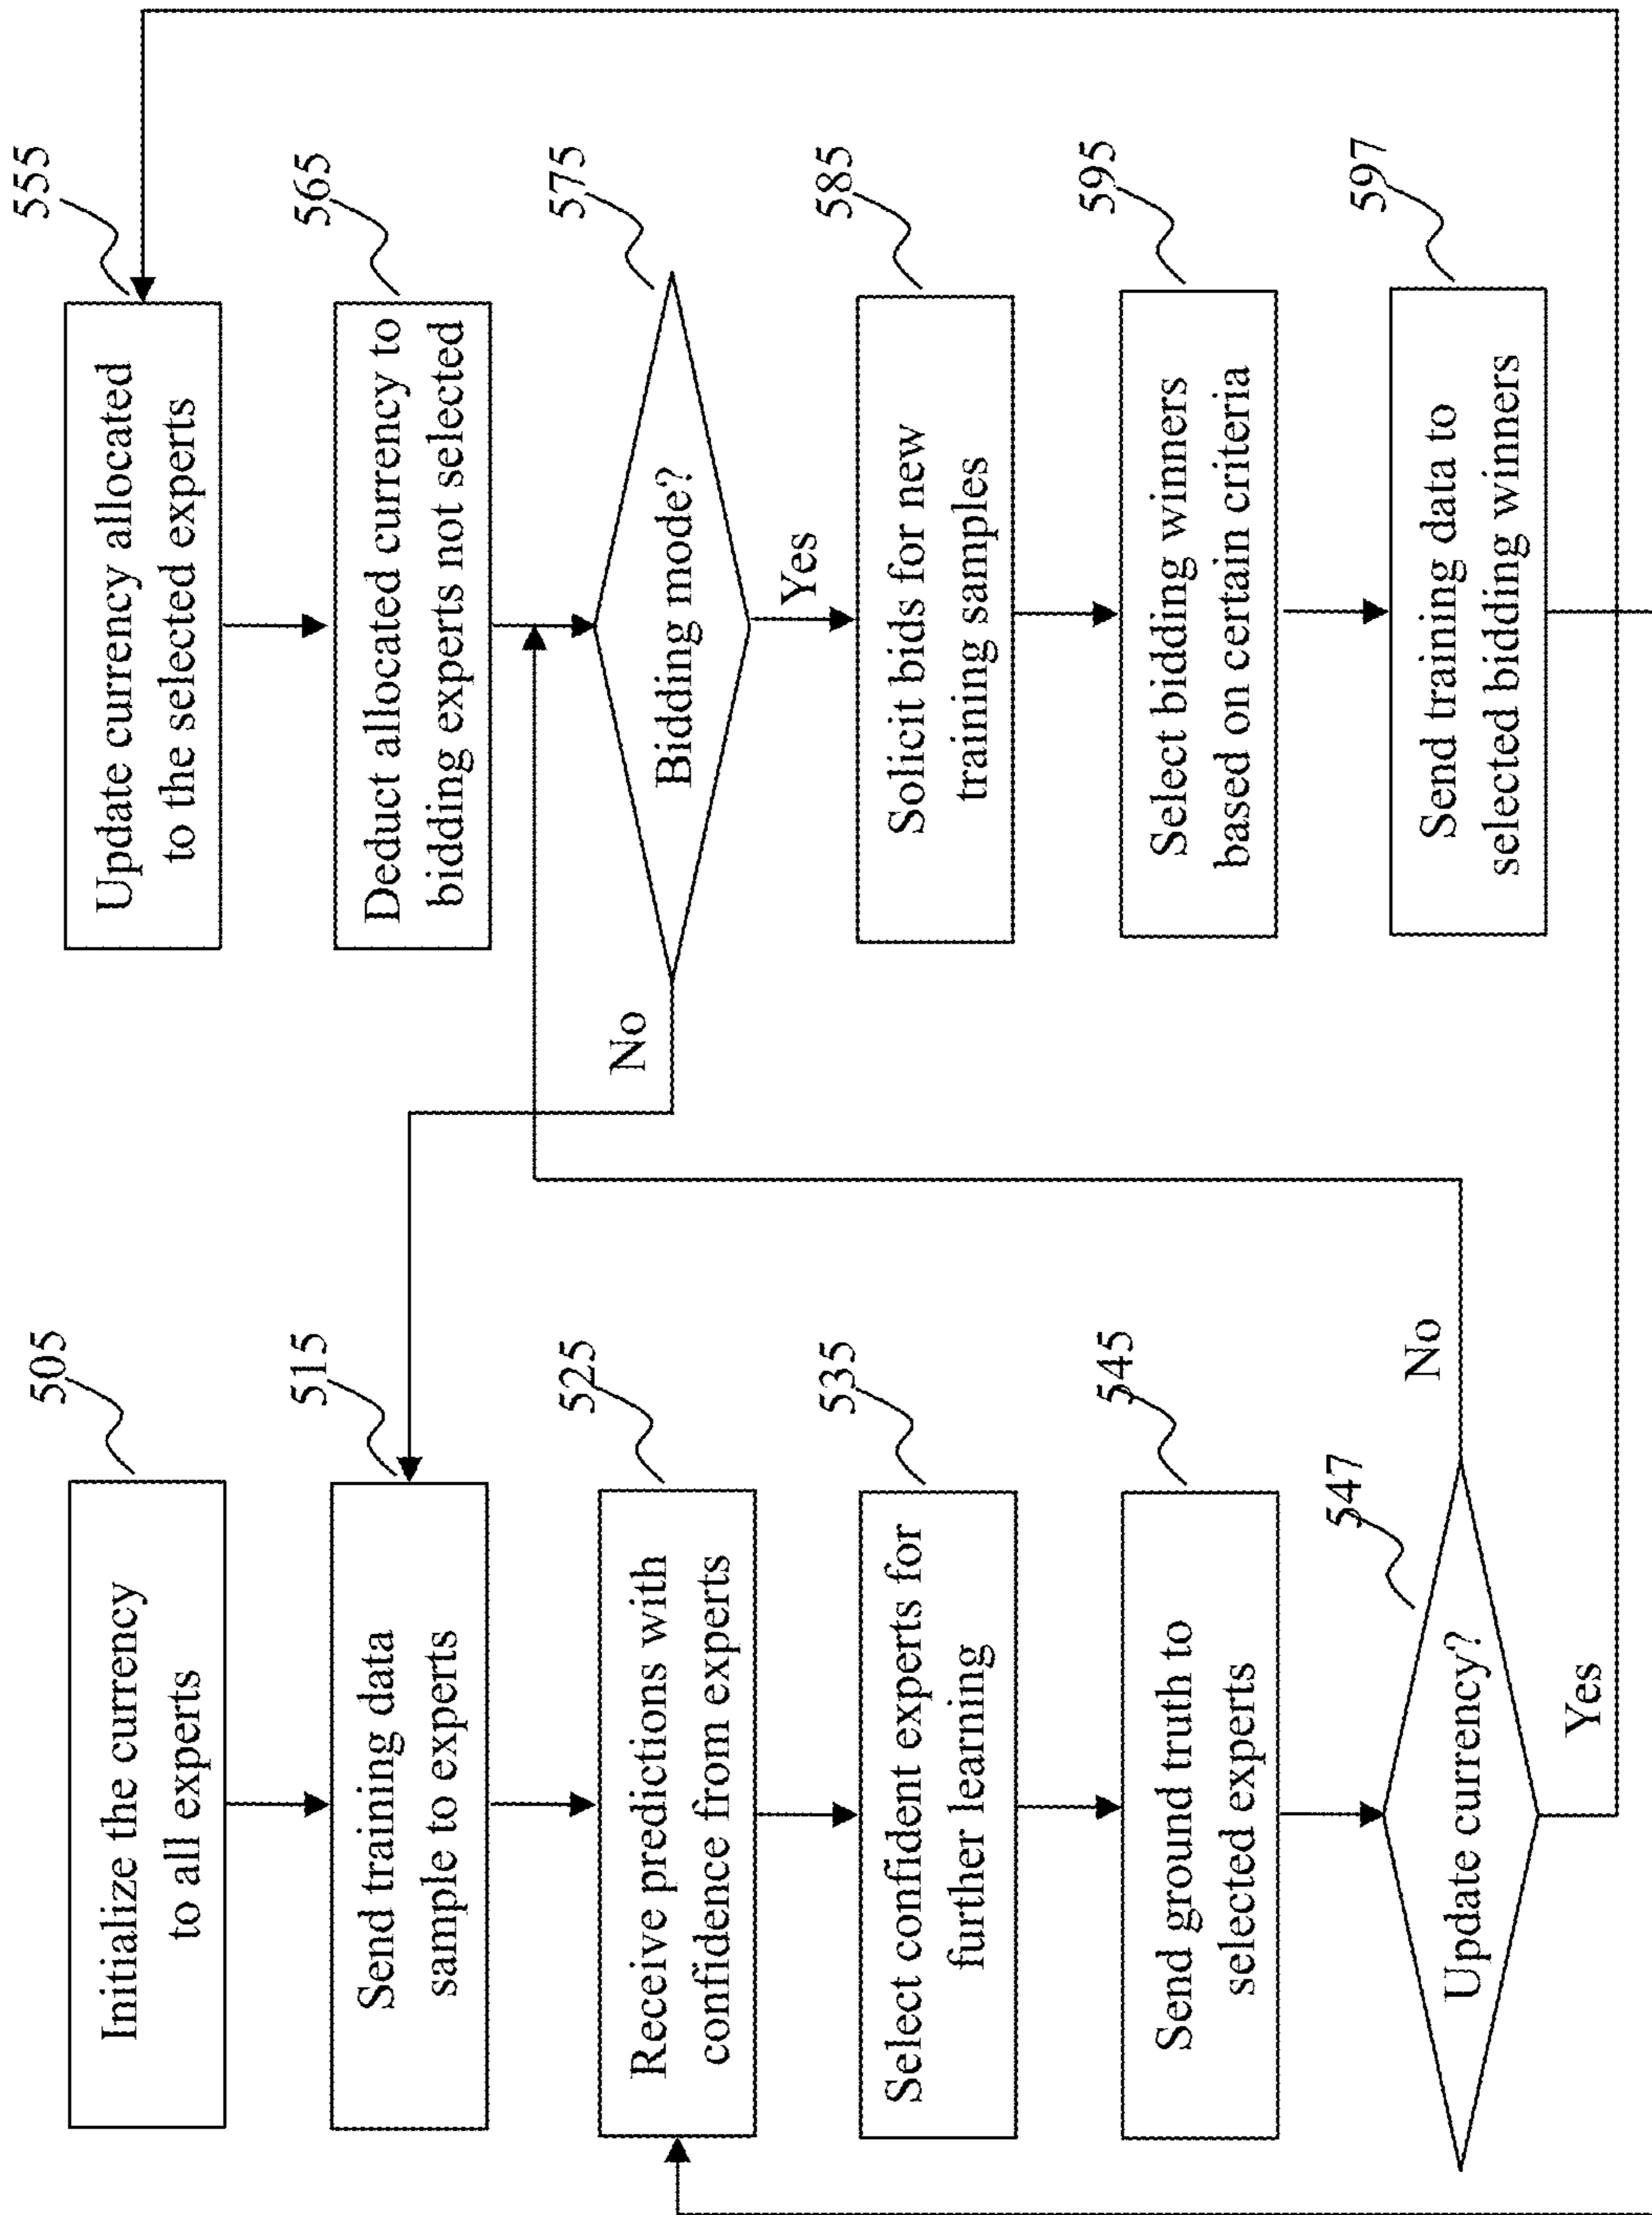 505
Initialize the currency
to all experts
515
Send training data
sample to experts
525
Receive predictions with
confidence from experts
535
Select confident experts for
further learning
545
Send ground truth to
selected experts
547
Update currency?
No
Yes
555
Update currency allocated
to the selected experts
565
Deduct allocated currency to
bidding experts not selected
575
Bidding mode?
No
Yes
585
Solicit bids for new
training samples
595
Select bidding winners
based on certain criteria
597
Send training data to
selected bidding winners